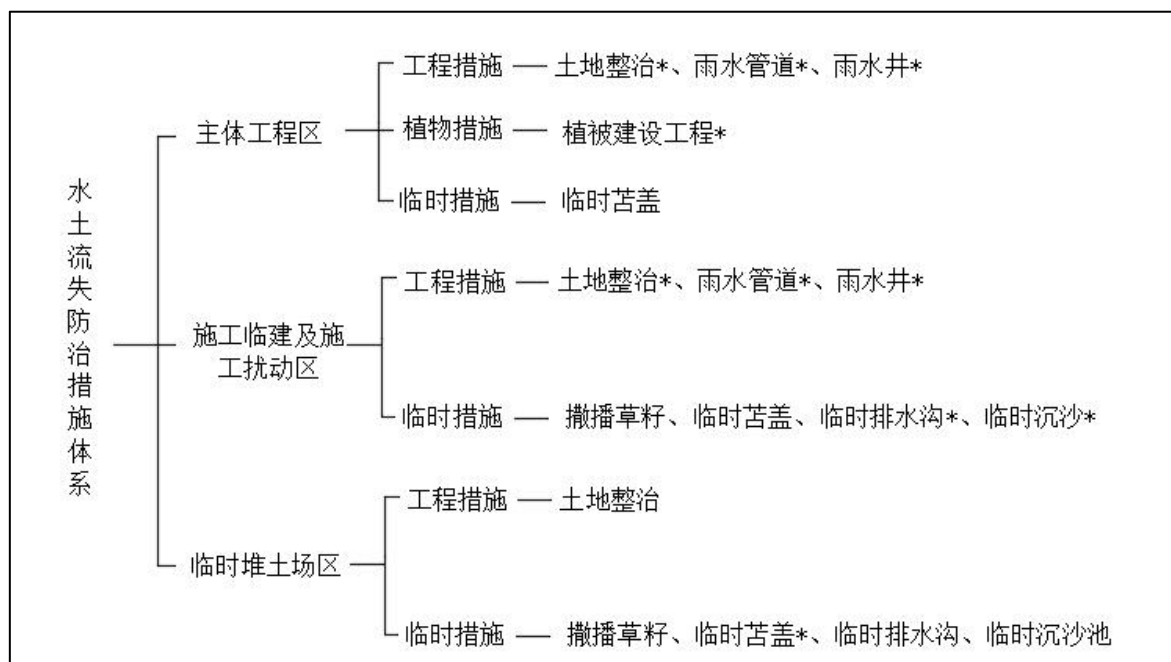 水土流失防治措施体系
主体工程区
工程措施 — 土地整治*、雨水管道*、雨水井*
植物措施 — 植被建设工程*
临时措施 — 临时苫盖
施工临建及施
工扰动区
工程措施 — 土地整治*、雨水管道*、雨水井*
临时措施 — 撒播草籽、临时苫盖、临时排水沟*、临时沉沙*
临时堆土场区
工程措施 — 土地整治
临时措施 — 撒播草籽、临时苫盖*、临时排水沟、临时沉沙池